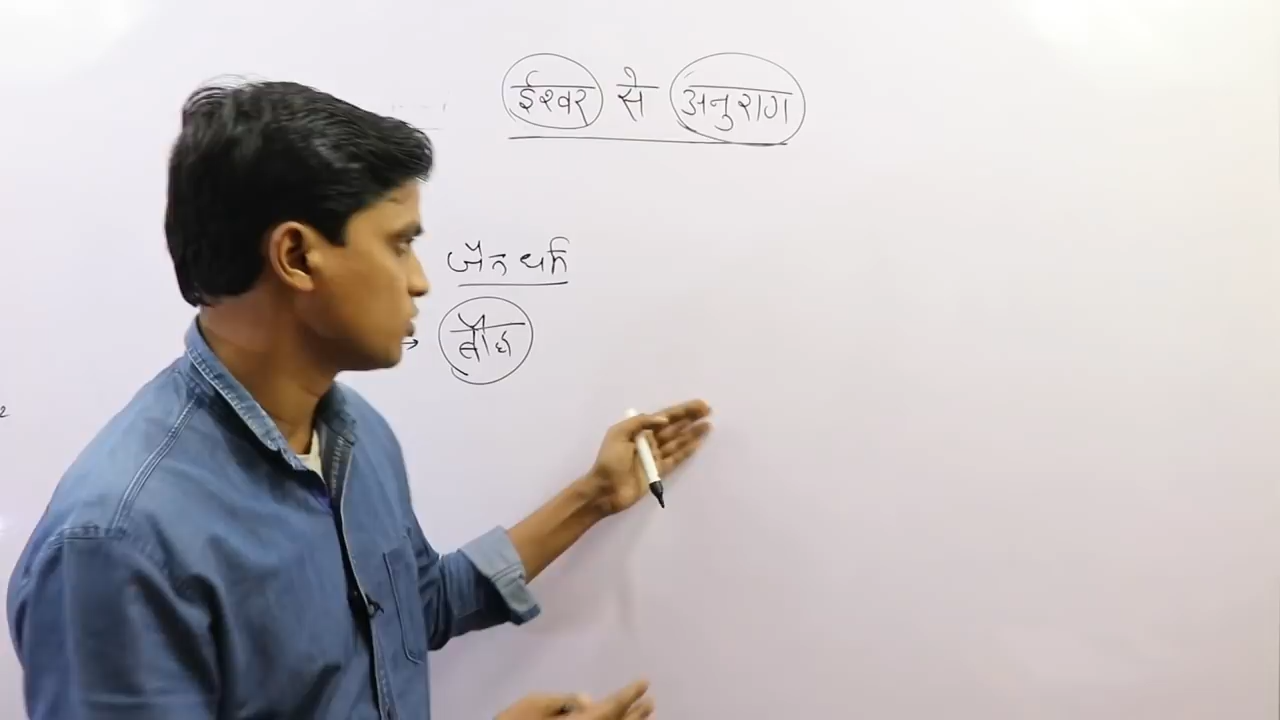 ईश्वर से अनुराग
जैन धर्म
→ बौद्ध